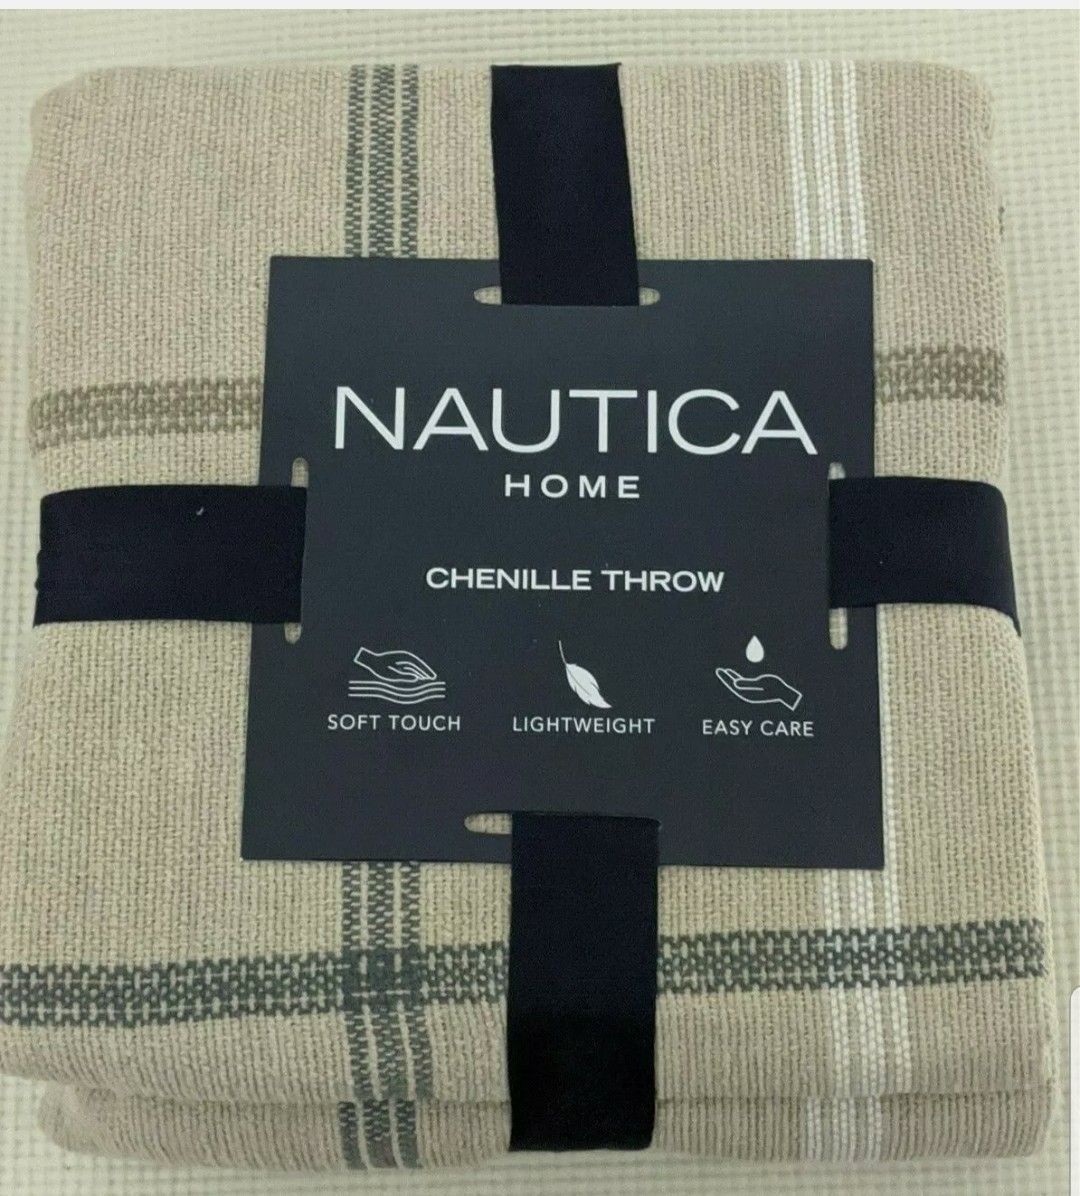 NAUTICA
HOME
CHENILLE THROW
SOFT TOUCH
LIGHTWEIGHT
EASY CARE